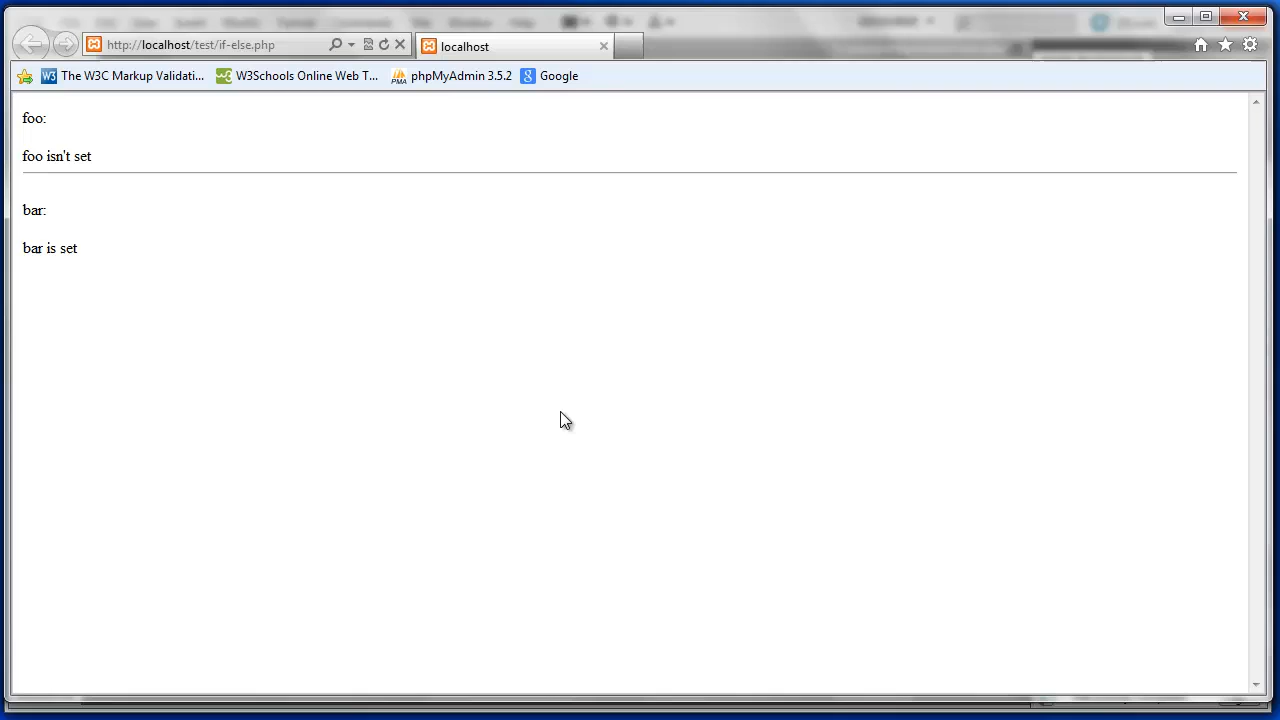 http://localhost/test/if-else.php
localhost
The W3C Markup Validati...
W3Schools Online Web T...
phpMyAdmin 3.5.2
Google
foo:
foo isn't set
bar:
bar is set